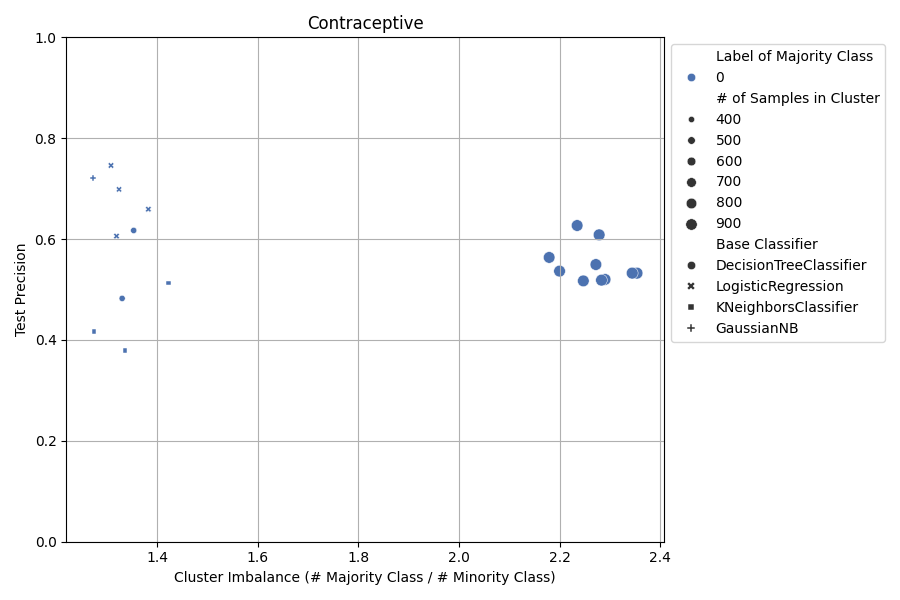 Contraceptive
1.0
0.8
0.6
0.4
0.2
0.0
Test Precision
1.4
1.6
1.8
2.0
2.2
2.4
Cluster Imbalance (# Majority Class / # Minority Class)
Label of Majority Class
0
# of Samples in Cluster
400
500
600
700
800
900
Base Classifier
DecisionTreeClassifier
LogisticRegression
KNeighborsClassifier
GaussianNB